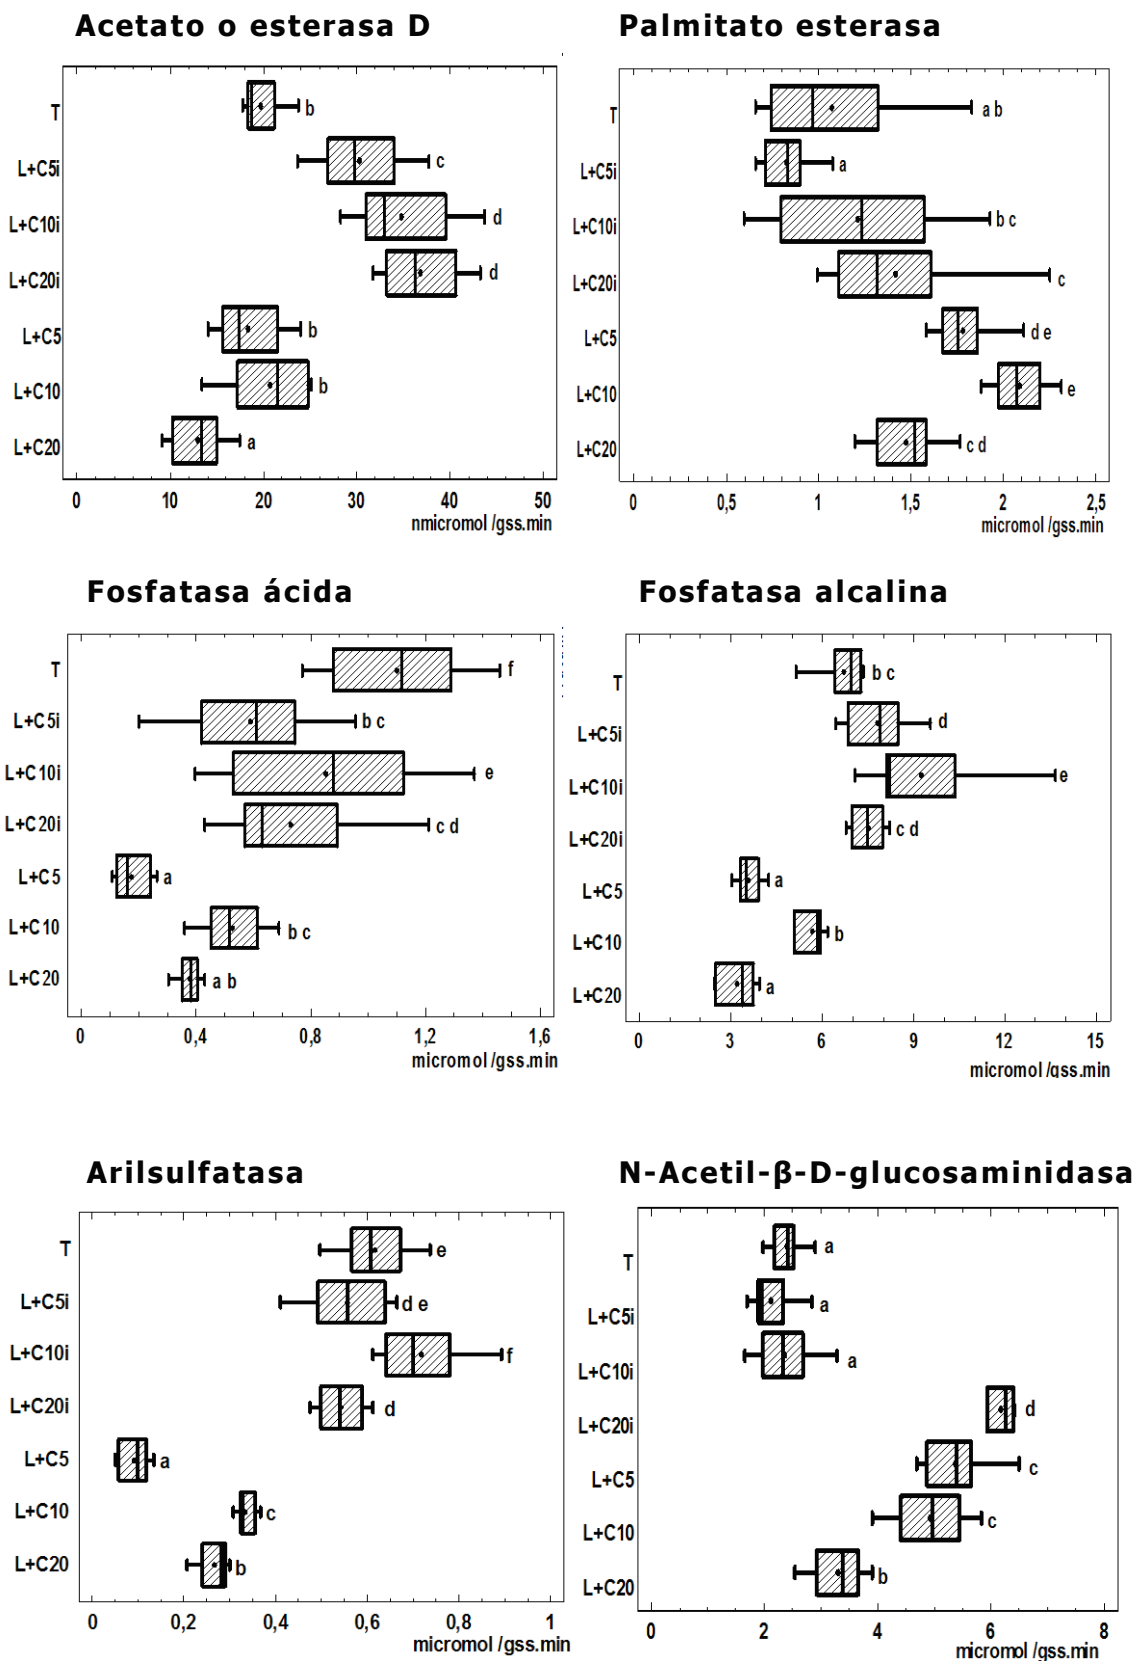 Acetato o esterasa D
T
b
L+C5i
c
L+C10i
d
L+C20i
d
L+C5
b
L+C10
b
L+C20
a
0 10 20 30 40 50
nmicromol /gss.min
Palmitato esterasa
T
a b
L+C5i
a
L+C10i
b c
L+C20i
c
L+C5
d e
L+C10
e
L+C20
c d
0 0,5 1 1,5 2 2,5
micromol /gss.min
Fosfatasa ácida
T
f
L+C5i
b c
L+C10i
e
L+C20i
c d
L+C5
a
L+C10
b c
L+C20
a b
0 0,4 0,8 1,2 1,6
micromol /gss.min
Fosfatasa alcalina
T
b c
L+C5i
d
L+C10i
e
L+C20i
c d
L+C5
a
L+C10
b
L+C20
a
0 3 6 9 12 15
micromol /gss.min
Arilsulfatasa
T
e
L+C5i
d e
L+C10i
f
L+C20i
d
L+C5
a
L+C10
c
L+C20
b
0 0,2 0,4 0,6 0,8 1
micromol /gss.min
N-Acetil-β-D-glucosaminidasa
T
a
L+C5i
a
L+C10i
a
L+C20i
d
L+C5
c
L+C10
c
L+C20
b
0 2 4 6 8
micromol /gss.min